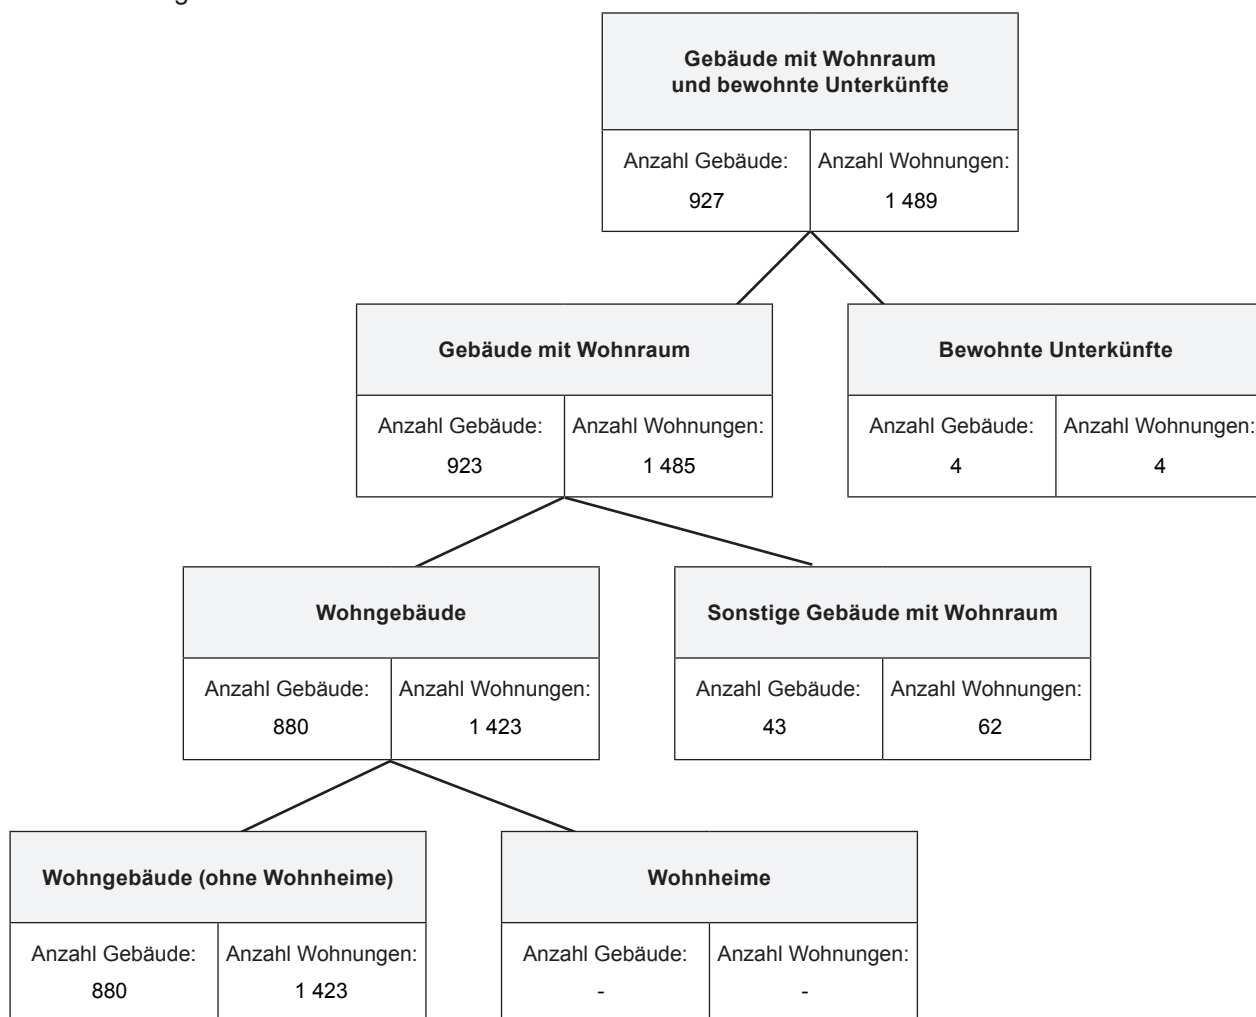 Gebäude mit Wohnraum
und bewohnte Unterkünfte
Anzahl Gebäude: Anzahl Wohnungen:
927 1 489
Gebäude mit Wohnraum
Anzahl Gebäude: Anzahl Wohnungen:
923 1 485
Bewohnte Unterkünfte
Anzahl Gebäude: Anzahl Wohnungen:
4 4
Wohngebäude
Anzahl Gebäude: Anzahl Wohnungen:
880 1 423
Sonstige Gebäude mit Wohnraum
Anzahl Gebäude: Anzahl Wohnungen:
43 62
Wohngebäude (ohne Wohnheime)
Anzahl Gebäude: Anzahl Wohnungen:
880 1 423
Wohnheime
Anzahl Gebäude: Anzahl Wohnungen:
- -